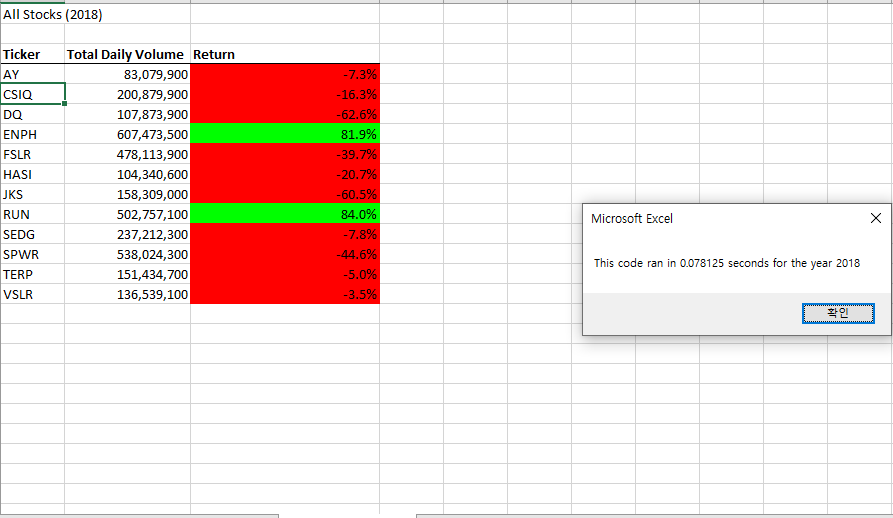 All Stocks (2018)
Ticker Total Daily Volume Return
AY 83,079,900 -7.3%
CSIQ 200,879,900 -16.3%
DQ 107,873,900 -62.6%
ENPH 607,473,500 81.9%
FSLR 478,113,900 -39.7%
HASI 104,340,600 -20.7%
JKS 158,309,000 -60.5%
RUN 502,757,100 84.0%
SEDG 237,212,300 -7.8%
SPWR 538,024,300 -44.6%
TERP 151,434,700 -5.0%
VSLR 136,539,100 -3.5%
Microsoft Excel
This code ran in 0.078125 seconds for the year 2018
확인